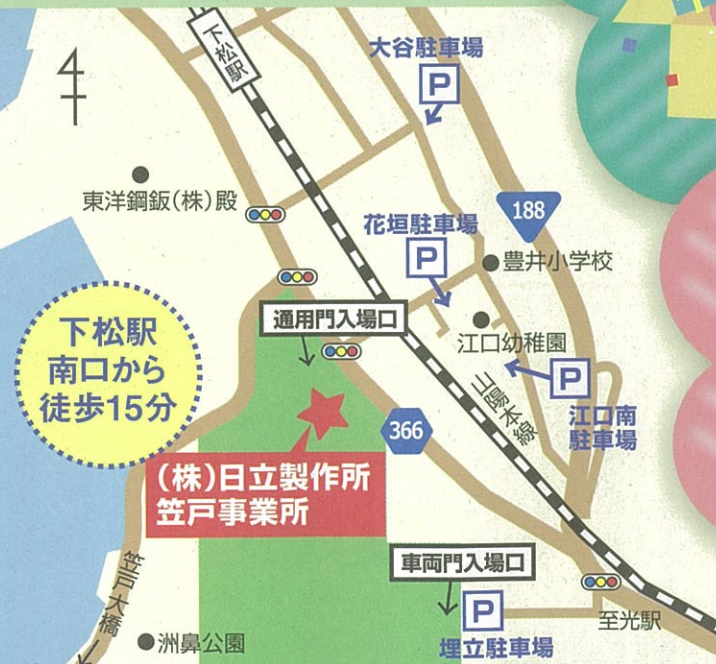 下松駅
大谷駐車場
P
東洋鋼鈑(株)殿
188
花垣駐車場
P
豊井小学校
通用門入場口
江口幼稚園
下松駅
南口から
徒歩15分
P
江口南
駐車場
山陽本線
366
(株)日立製作所
笠戸事業所
車両門入場口
笠戸大橋
P
至光駅
洲鼻公園
埋立駐車場